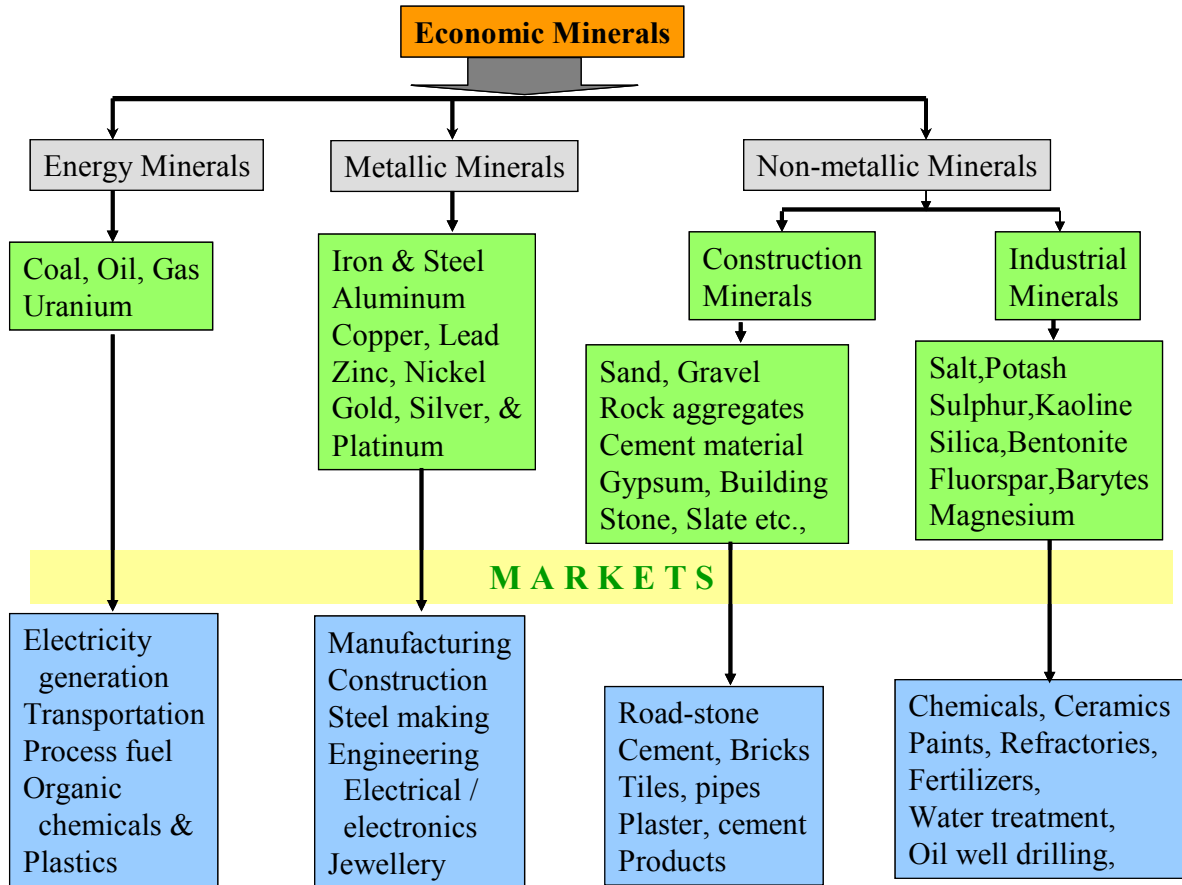 Economic Minerals
Energy Minerals
Metallic Minerals
Non-metallic Minerals
Coal, Oil, Gas
Uranium
Iron & Steel
Aluminum
Copper, Lead
Zinc, Nickel
Gold, Silver, &
Platinum
Construction
Minerals
Industrial
Minerals
Sand, Gravel
Rock aggregates
Cement material
Gypsum, Building
Stone, Slate etc.,
Salt,Potash
Sulphur,Kaoline
Silica,Bentonite
Fluorspar,Barytes
Magnesium
MARKETS
Electricity
generation
Transportation
Process fuel
Organic
chemicals &
Plastics
Manufacturing
Construction
Steel making
Engineering
Electrical /
electronics
Jewellery
Road-stone
Cement, Bricks
Tiles, pipes
Plaster, cement
Products
Chemicals, Ceramics
Paints, Refractories,
Fertilizers,
Water treatment,
Oil well drilling,